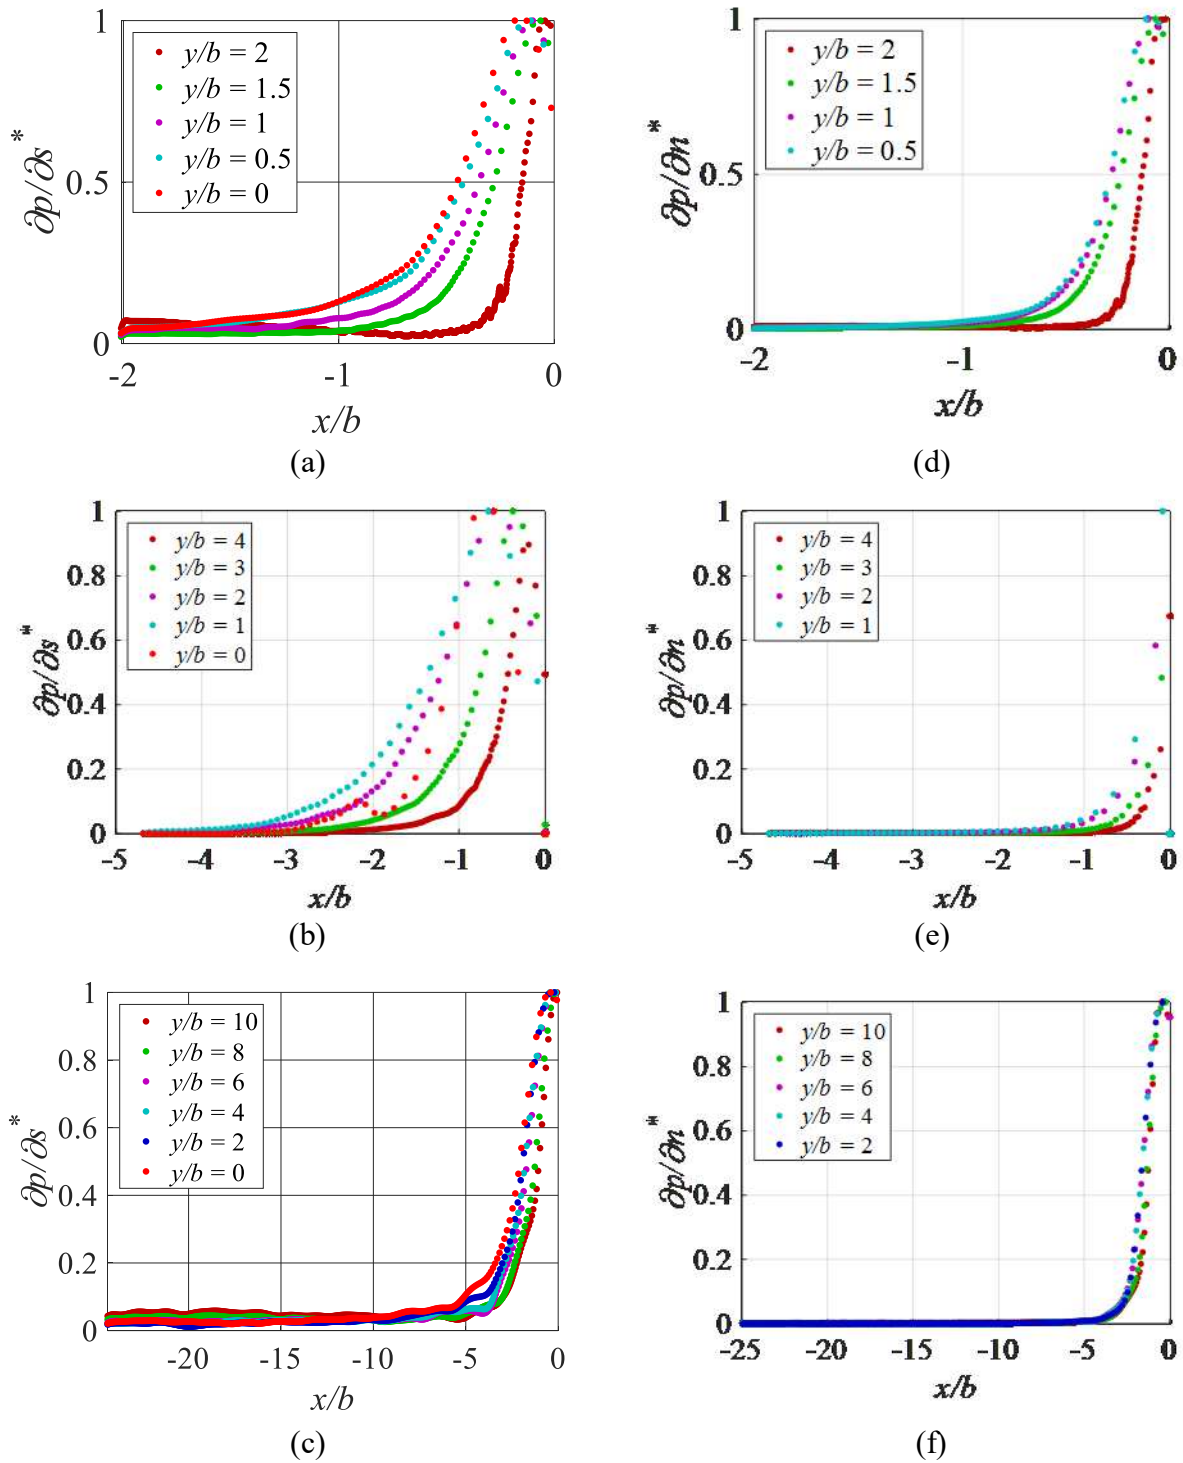 1
0.5
0
-2
-1
0
∂p/∂s*
x/b
y/b = 2
y/b = 1.5
y/b = 1
y/b = 0.5
y/b = 0
(a)
1
0.5
0
-2
-1
0
∂p/∂n*
x/b
y/b = 2
y/b = 1.5
y/b = 1
y/b = 0.5
(d)
1
0.8
0.6
0.4
0.2
0
-5
-4
-3
-2
-1
0
∂p/∂s*
x/b
y/b = 4
y/b = 3
y/b = 2
y/b = 1
y/b = 0
(b)
1
0.8
0.6
0.4
0.2
0
-5
-4
-3
-2
-1
0
∂p/∂n*
x/b
y/b = 4
y/b = 3
y/b = 2
y/b = 1
(e)
1
0.8
0.6
0.4
0.2
0
-20
-15
-10
-5
0
∂p/∂s*
x/b
y/b = 10
y/b = 8
y/b = 6
y/b = 4
y/b = 2
y/b = 0
(c)
1
0.8
0.6
0.4
0.2
0
-25
-20
-15
-10
-5
0
∂p/∂n*
x/b
y/b = 10
y/b = 8
y/b = 6
y/b = 4
y/b = 2
(f)